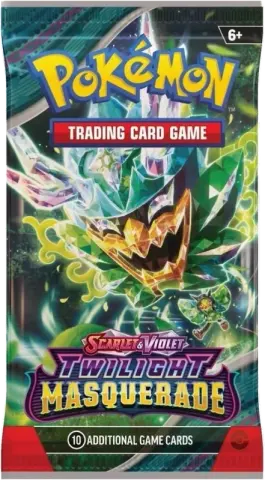 6+
POKéMON
TRADING CARD GAME
SCARLET & VIOLET
TWILIGHT
MASQUERADE
10 ADDITIONAL GAME CARDS